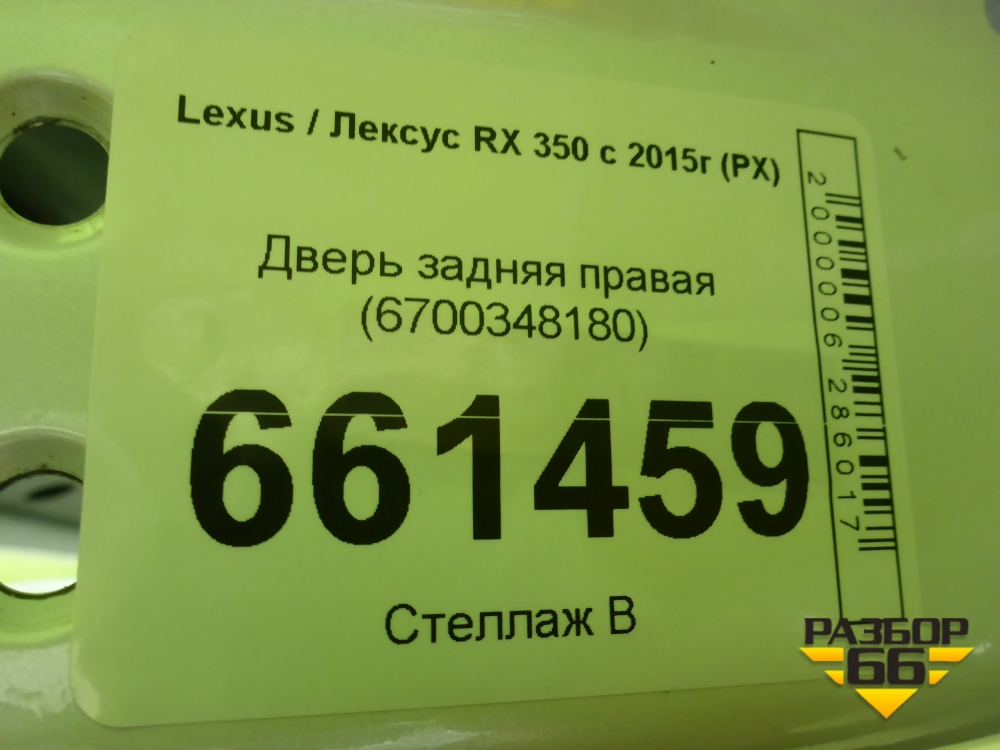 Lexus / Лексус RX 350 с 2015г (РХ)
Дверь задняя правая
(6700348180)
661459
Стеллаж В
2000006286017
РАЗБОР
66